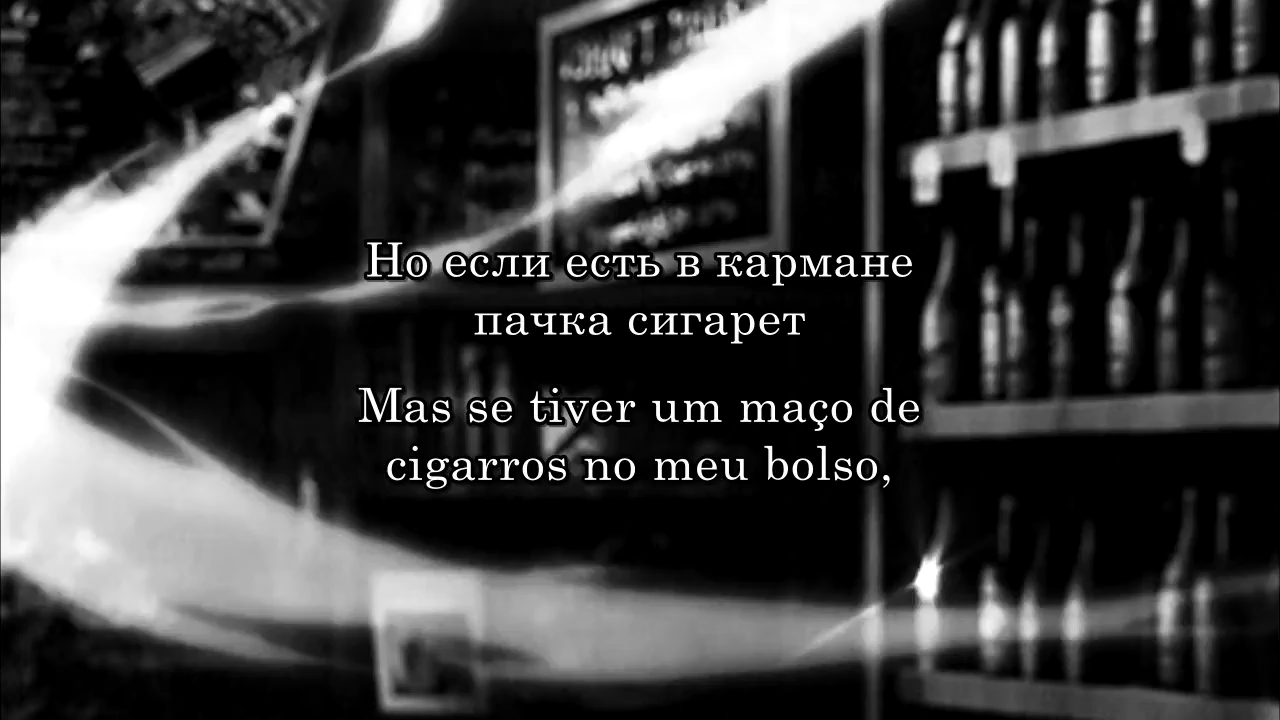 Но если есть в кармане
пачка сигарет
Mas se tiver um maço de
cigarros no meu bolso,